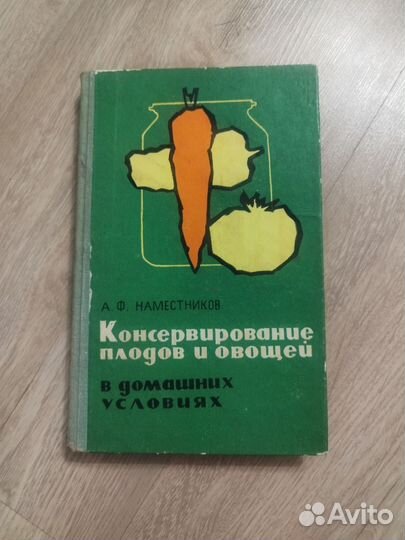 А. Ф. НАМЕСТНИКОВ
Консервирование
плодов и овощей
в домашних
условиях
Avito